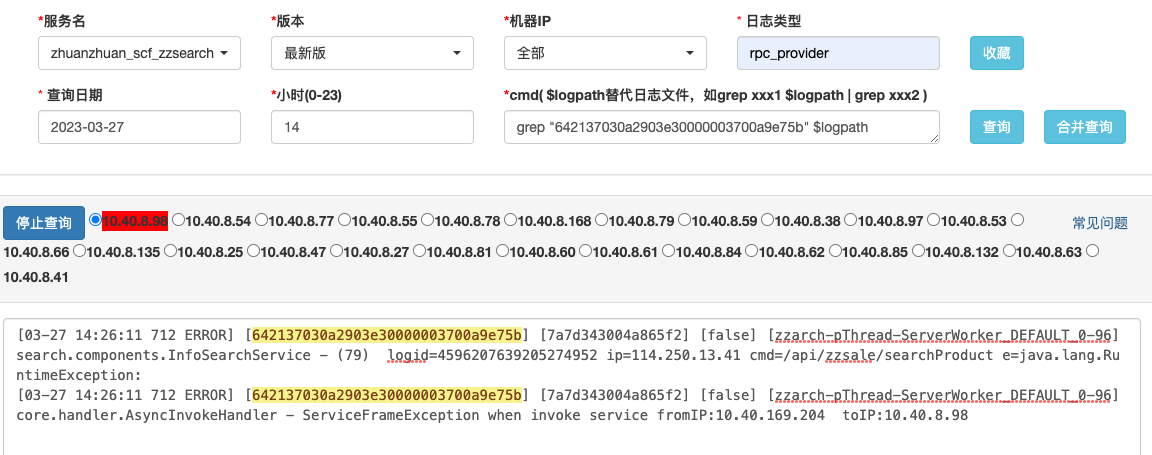 *服务名 *版本 *机器IP * 日志类型
zhuanzhuan_scf_zzsearch 最新版 全部 rpc_provider 收藏
* 查询日期 *小时(0-23) *cmd( $logpath替代日志文件，如grep xxx1 $logpath | grep xxx2 )
2023-03-27 14 grep "642137030a2903e30000003700a9e75b" $logpath 查询 合并查询
停止查询 10.40.8.98 10.40.8.54 10.40.8.77 10.40.8.55 10.40.8.78 10.40.8.168 10.40.8.79 10.40.8.59 10.40.8.38 10.40.8.97 10.40.8.53 常见问题
10.40.8.66 10.40.8.135 10.40.8.25 10.40.8.47 10.40.8.27 10.40.8.81 10.40.8.60 10.40.8.61 10.40.8.84 10.40.8.62 10.40.8.85 10.40.8.132 10.40.8.63
10.40.8.41
[03-27 14:26:11 712 ERROR] [642137030a2903e30000003700a9e75b] [7a7d343004a865f2] [false] [zzarch-pThread-ServerWorker_DEFAULT_0-96]
search.components.InfoSearchService - (79)  logid=4596207639205274952 ip=114.250.13.41 cmd=/api/zzsale/searchProduct e=java.lang.Ru
ntimeException:
[03-27 14:26:11 712 ERROR] [642137030a2903e30000003700a9e75b] [7a7d343004a865f2] [false] [zzarch-pThread-ServerWorker_DEFAULT_0-96]
core.handler.AsyncInvokeHandler - ServiceFrameException when invoke service fromIP:10.40.169.204  toIP:10.40.8.98